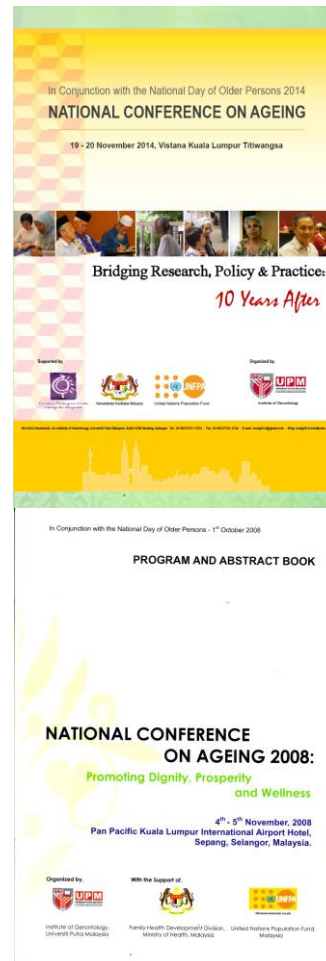 In Conjunction with the National Day of Older Persons 2014
NATIONAL CONFERENCE ON AGEING
19 - 20 November 2014, Vistana Kuala Lumpur Titiwangsa
Bridging Research, Policy & Practice:
10 Years After
Supported by
Organized by
UNFPA
UPM
Kementerian Kesihatan Malaysia
United Nations Population Fund
Institute of Gerontology
In Conjunction with the National Day of Older Persons - 1st October 2008
PROGRAM AND ABSTRACT BOOK
NATIONAL CONFERENCE
ON AGEING 2008:
Promoting Dignity, Prosperity
and Wellness
4th - 5th November, 2008
Pan Pacific Kuala Lumpur International Airport Hotel,
Sepang, Selangor, Malaysia.
Organized by,
With the Support of,
UPM
UNFPA
Institute of Gerontology,
Universiti Putra Malaysia
Family Health Development Division,
Ministry of Health, Malaysia
United Nations Population Fund,
Malaysia